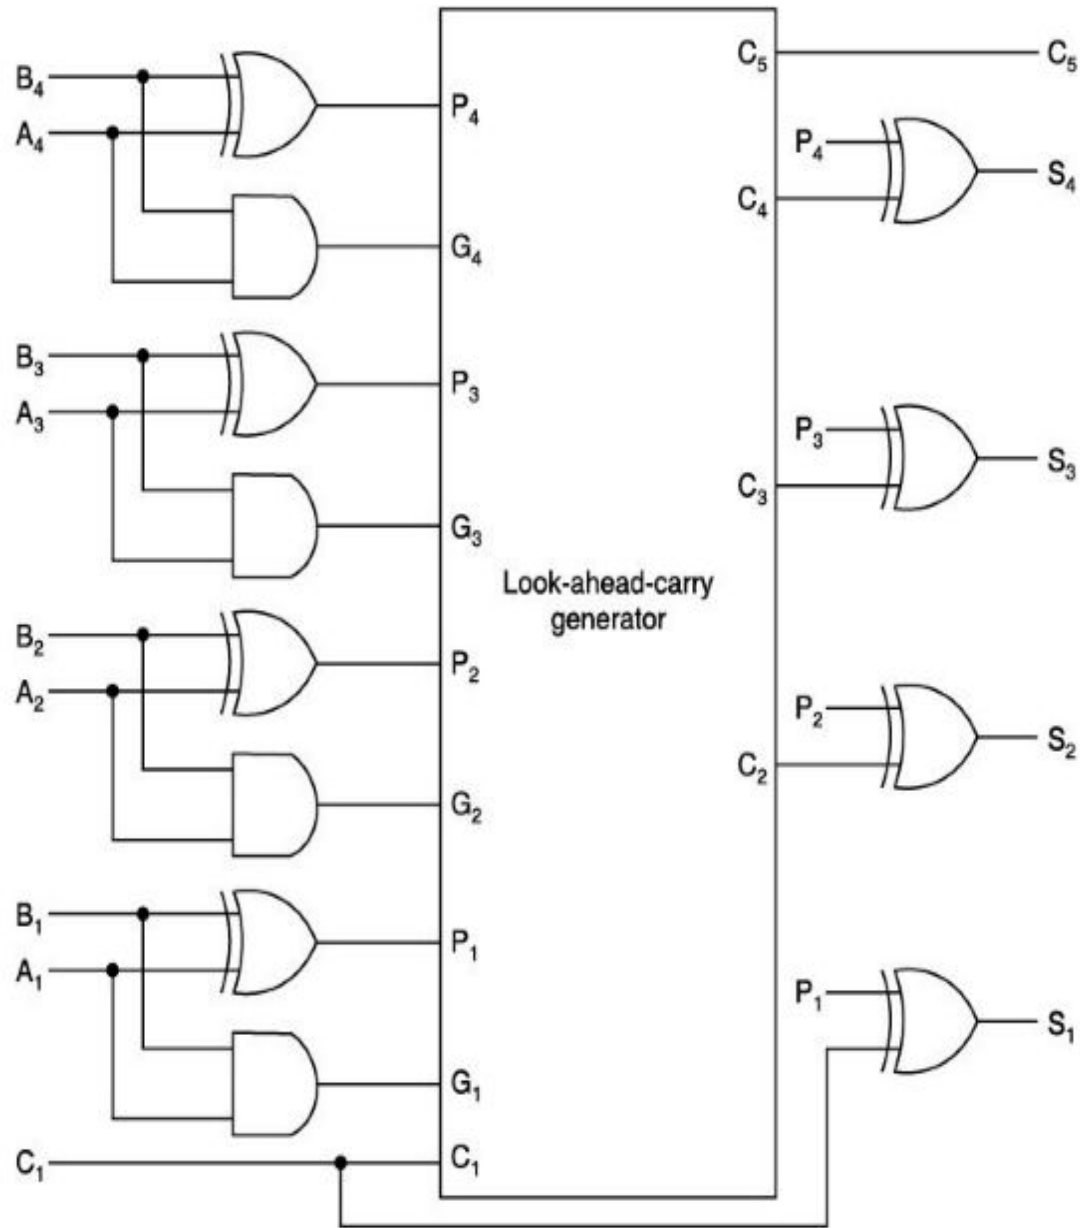 C₅ C₅
B₄
P₄
P₄
A₄
S₄
C₄
G₄
B₃
P₃
A₃
P₃
S₃
C₃
G₃
Look-ahead-carry
generator
B₂
P₂
A₂
P₂
S₂
C₂
G₂
B₁
P₁
A₁
P₁
S₁
G₁
C₁ C₁